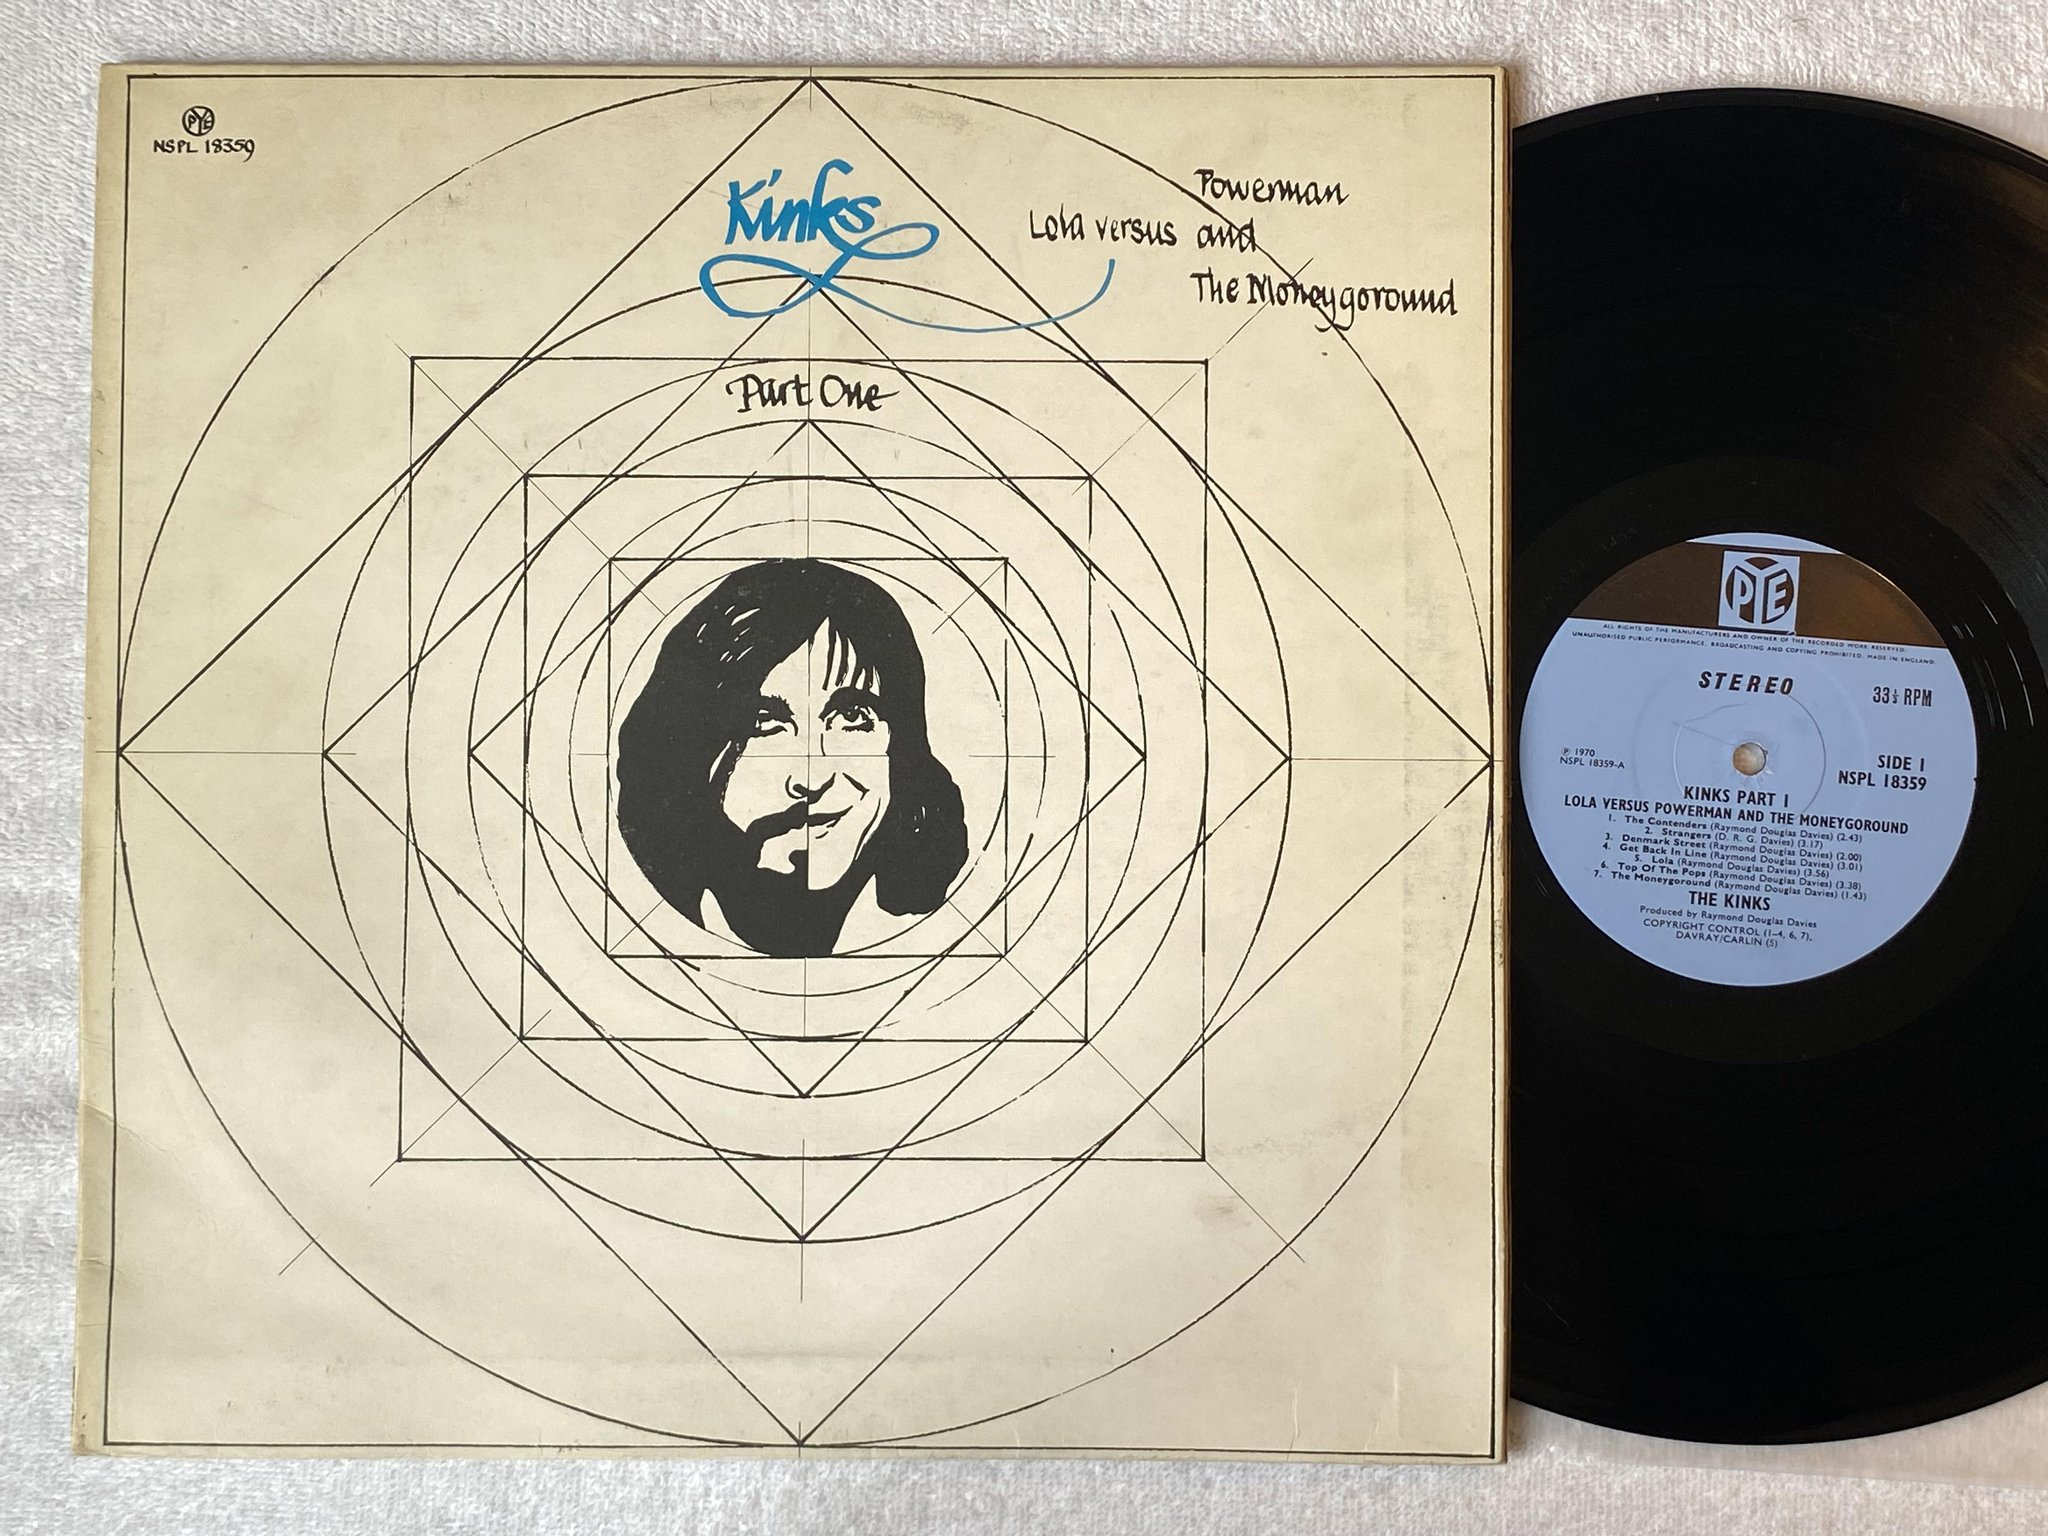 PYE
NSPL 18359
Kinks
Lola versus Powerman and The Moneygoround
Part One
PYE
ALL RIGHTS OF THE MANUFACTURERS AND OWNER OF THE RECORDED WORK RESERVED.
UNAUTHORISED PUBLIC PERFORMANCE, BROADCASTING AND COPYING PROHIBITED. MADE IN ENGLAND.
STEREO
33⅓ RPM
℗ 1970
NSPL 18359-A
SIDE 1
NSPL 18359
KINKS PART 1
LOLA VERSUS POWERMAN AND THE MONEYGOROUND
1. The Contenders (Raymond Douglas Davies) (2.43)
2. Strangers (D. R. G. Davies) (3.17)
3. Denmark Street (Raymond Douglas Davies) (2.00)
4. Get Back In Line (Raymond Douglas Davies) (3.01)
5. Lola (Raymond Douglas Davies) (3.56)
6. Top Of The Pops (Raymond Douglas Davies) (3.38)
7. The Moneygoround (Raymond Douglas Davies) (1.43)
THE KINKS
Produced by Raymond Douglas Davies
COPYRIGHT CONTROL (1-4, 6, 7).
DAVRAY/CARLIN (5)